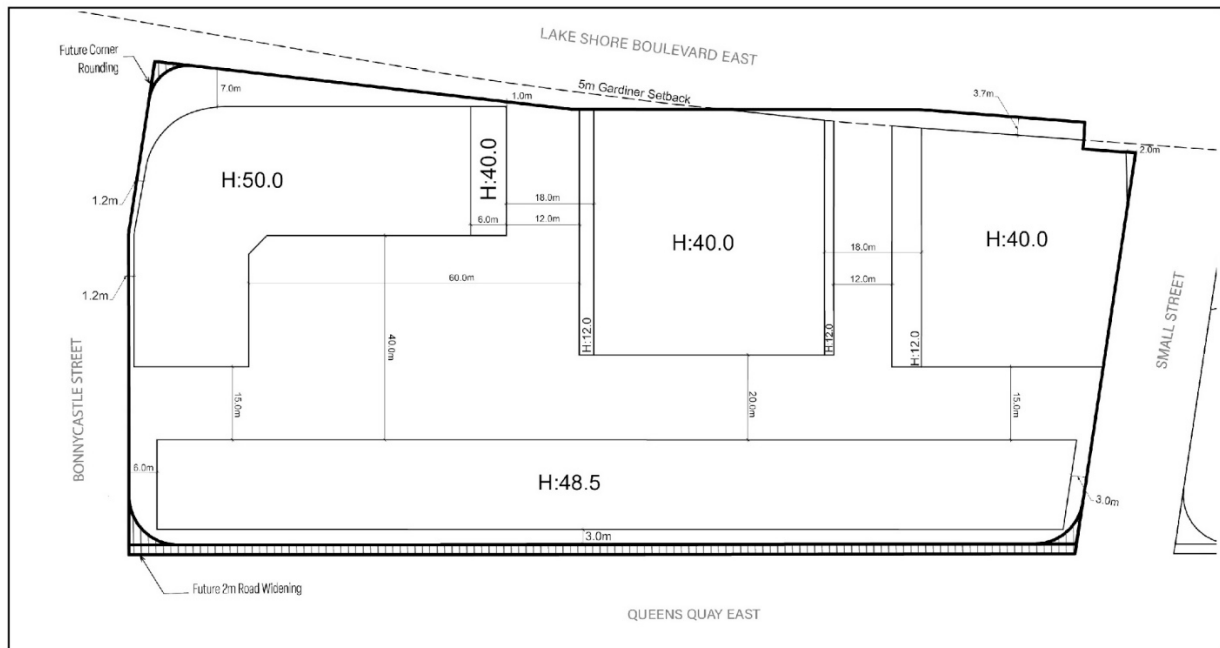 LAKE SHORE BOULEVARD EAST
Future Corner
Rounding
5m Gardiner Setback
7.0m
1.0m
3.7m
2.0m
H:50.0
H:40.0
1.2m
18.0m
6.0m
12.0m
H:40.0
18.0m
12.0m
H:40.0
60.0m
1.2m
H:12.0
H:12.0
H:12.0
BONNYCASTLE STREET
SMALL STREET
15.0m
40.0m
20.0m
15.0m
6.0m
H:48.5
3.0m
3.0m
Future 2m Road Widening
QUEENS QUAY EAST